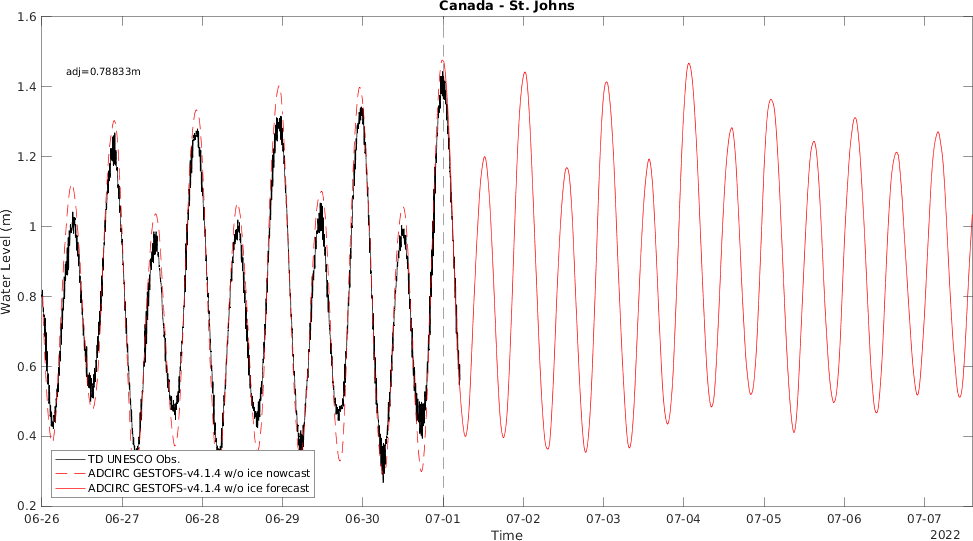 Canada - St. Johns
1.6
1.4
1.2
1
0.8
0.6
0.4
0.2
Water Level (m)
adj=0.78833m
TD UNESCO Obs.
ADCIRC GESTOFS-v4.1.4 w/o ice nowcast
ADCIRC GESTOFS-v4.1.4 w/o ice forecast
06-26 06-27 06-28 06-29 06-30 07-01 07-02 07-03 07-04 07-05 07-06 07-07
2022
Time